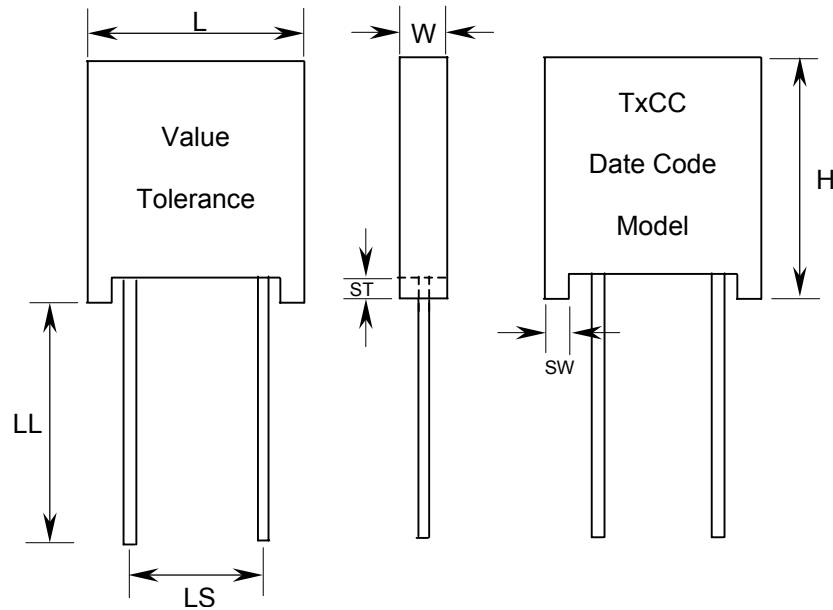 L
W
Value
Tolerance
TxCC
Date Code
Model
H
ST
SW
LL
LS